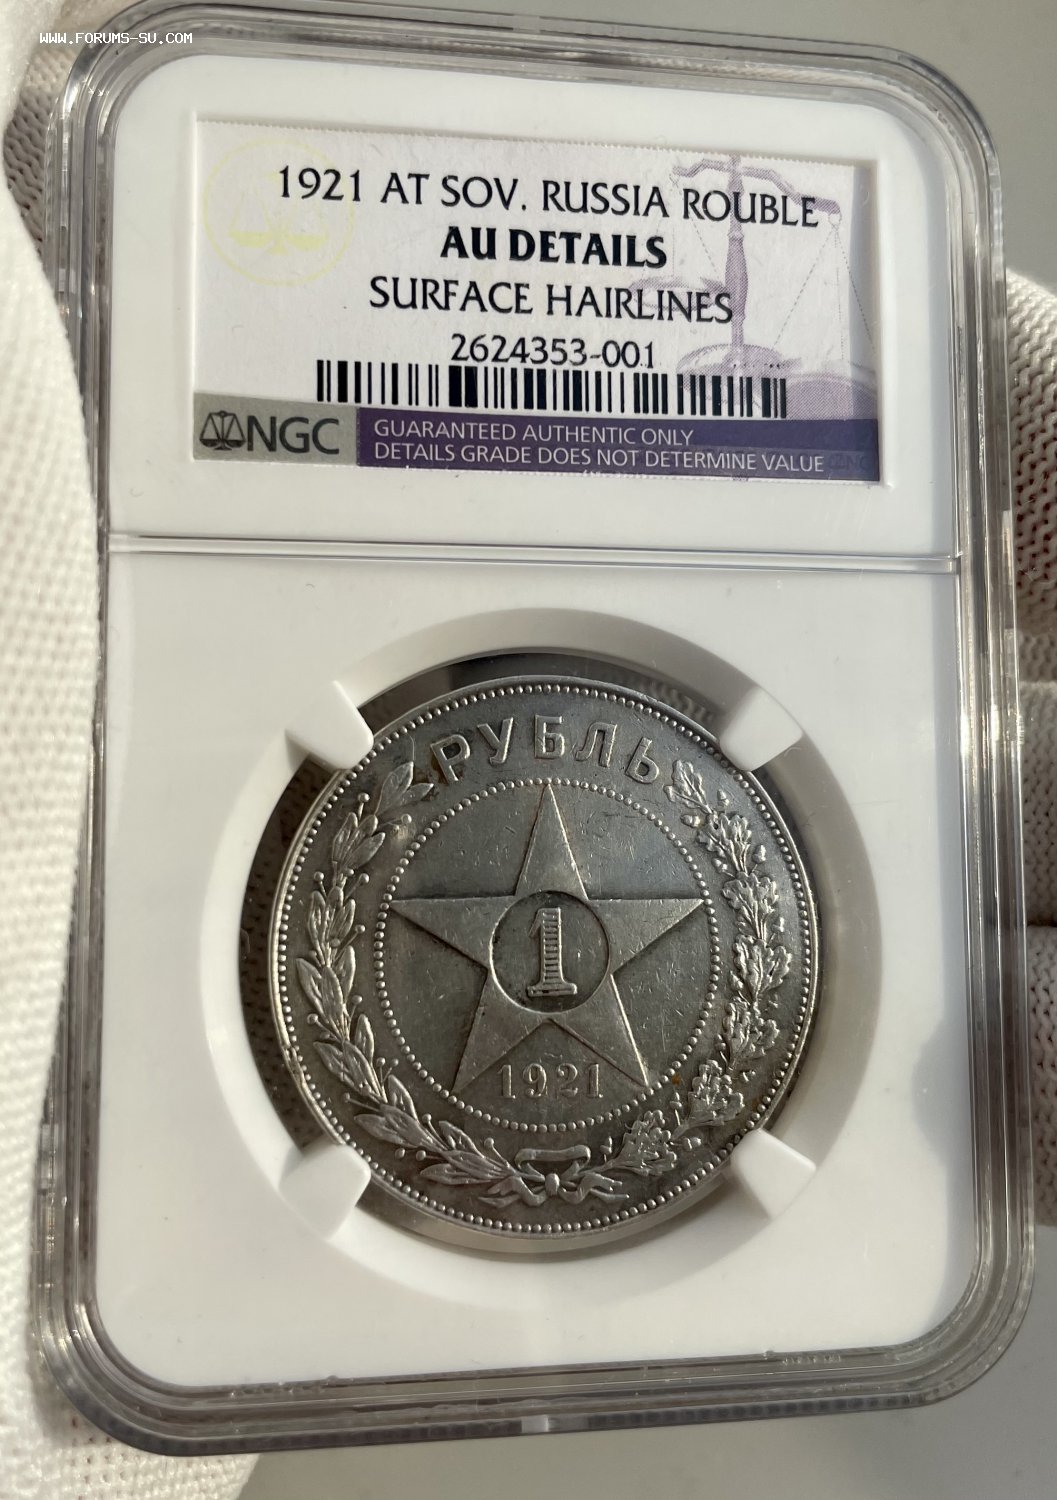 WWW.FORUMS-SU.COM
1921 AT SOV. RUSSIA ROUBLE
AU DETAILS
SURFACE HAIRLINES
2624353-001
NGC
GUARANTEED AUTHENTIC ONLY
DETAILS GRADE DOES NOT DETERMINE VALUE
РУБЛЬ
1
1921